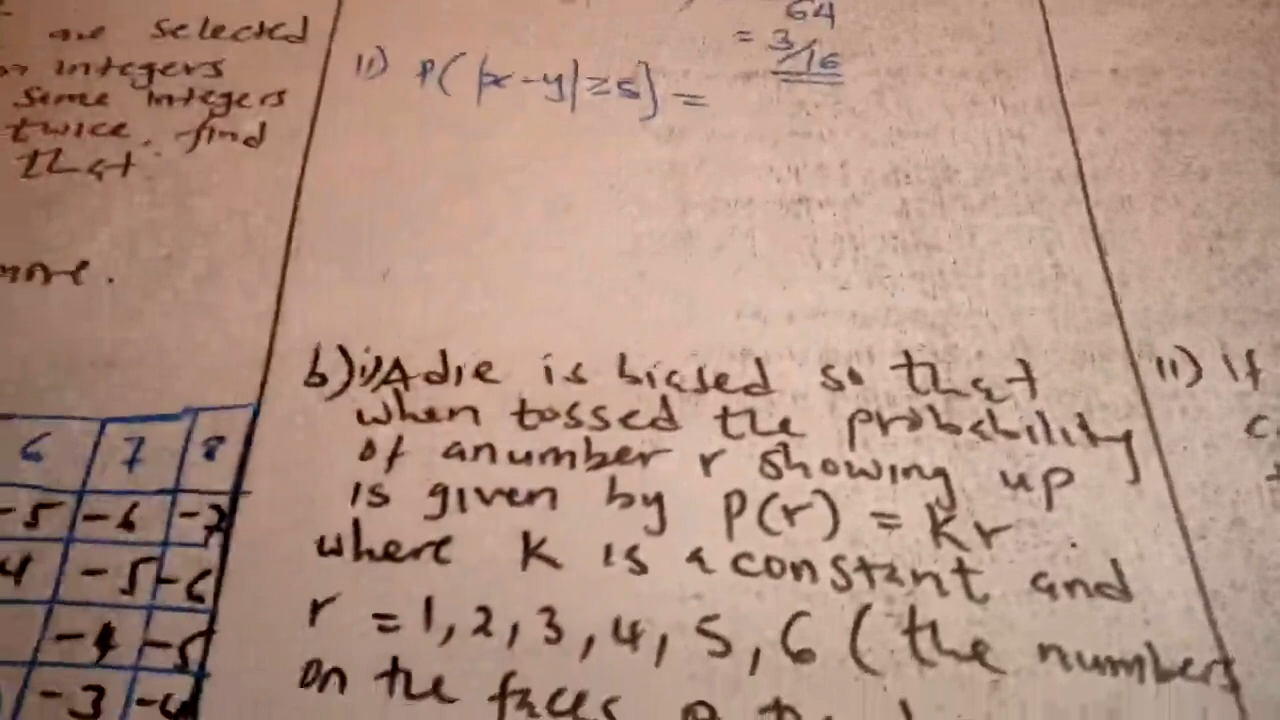 are selected
integers
same integers
twice. find
that
more.
6 7 8
-5 -6 -7
4 -5 -6
-4 -5
-3 -4
64
= 3/16
ii) P(|x-y|≥5) =
b)i) A die is biased so that
when tossed the probability
of a number r showing up
is given by P(r) = Kr
where K is a constant and
r = 1, 2, 3, 4, 5, 6 (the numbers
on the faces
ii) If